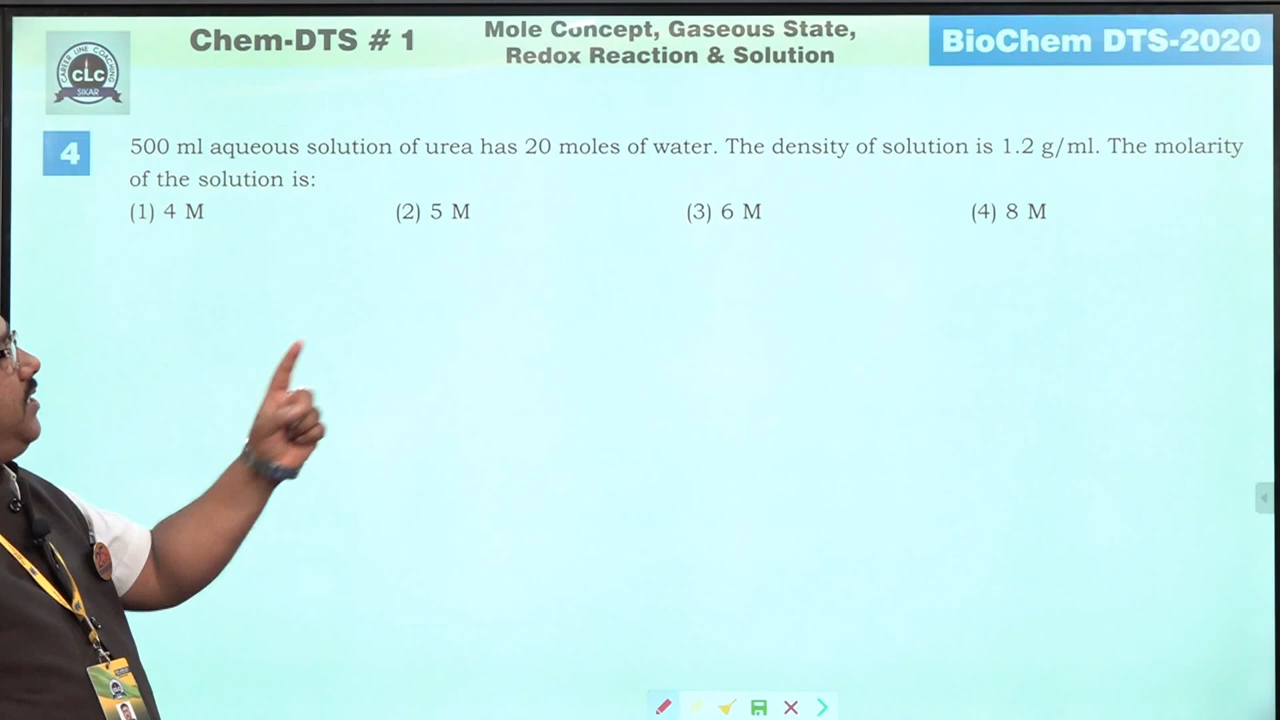 Chem-DTS # 1
Mole Concept, Gaseous State,
Redox Reaction & Solution
BioChem DTS-2020
CAREER LINE COACHING
CLC
SIKAR
4
500 ml aqueous solution of urea has 20 moles of water. The density of solution is 1.2 g/ml. The molarity
of the solution is:
(1) 4 M (2) 5 M (3) 6 M (4) 8 M
CLC